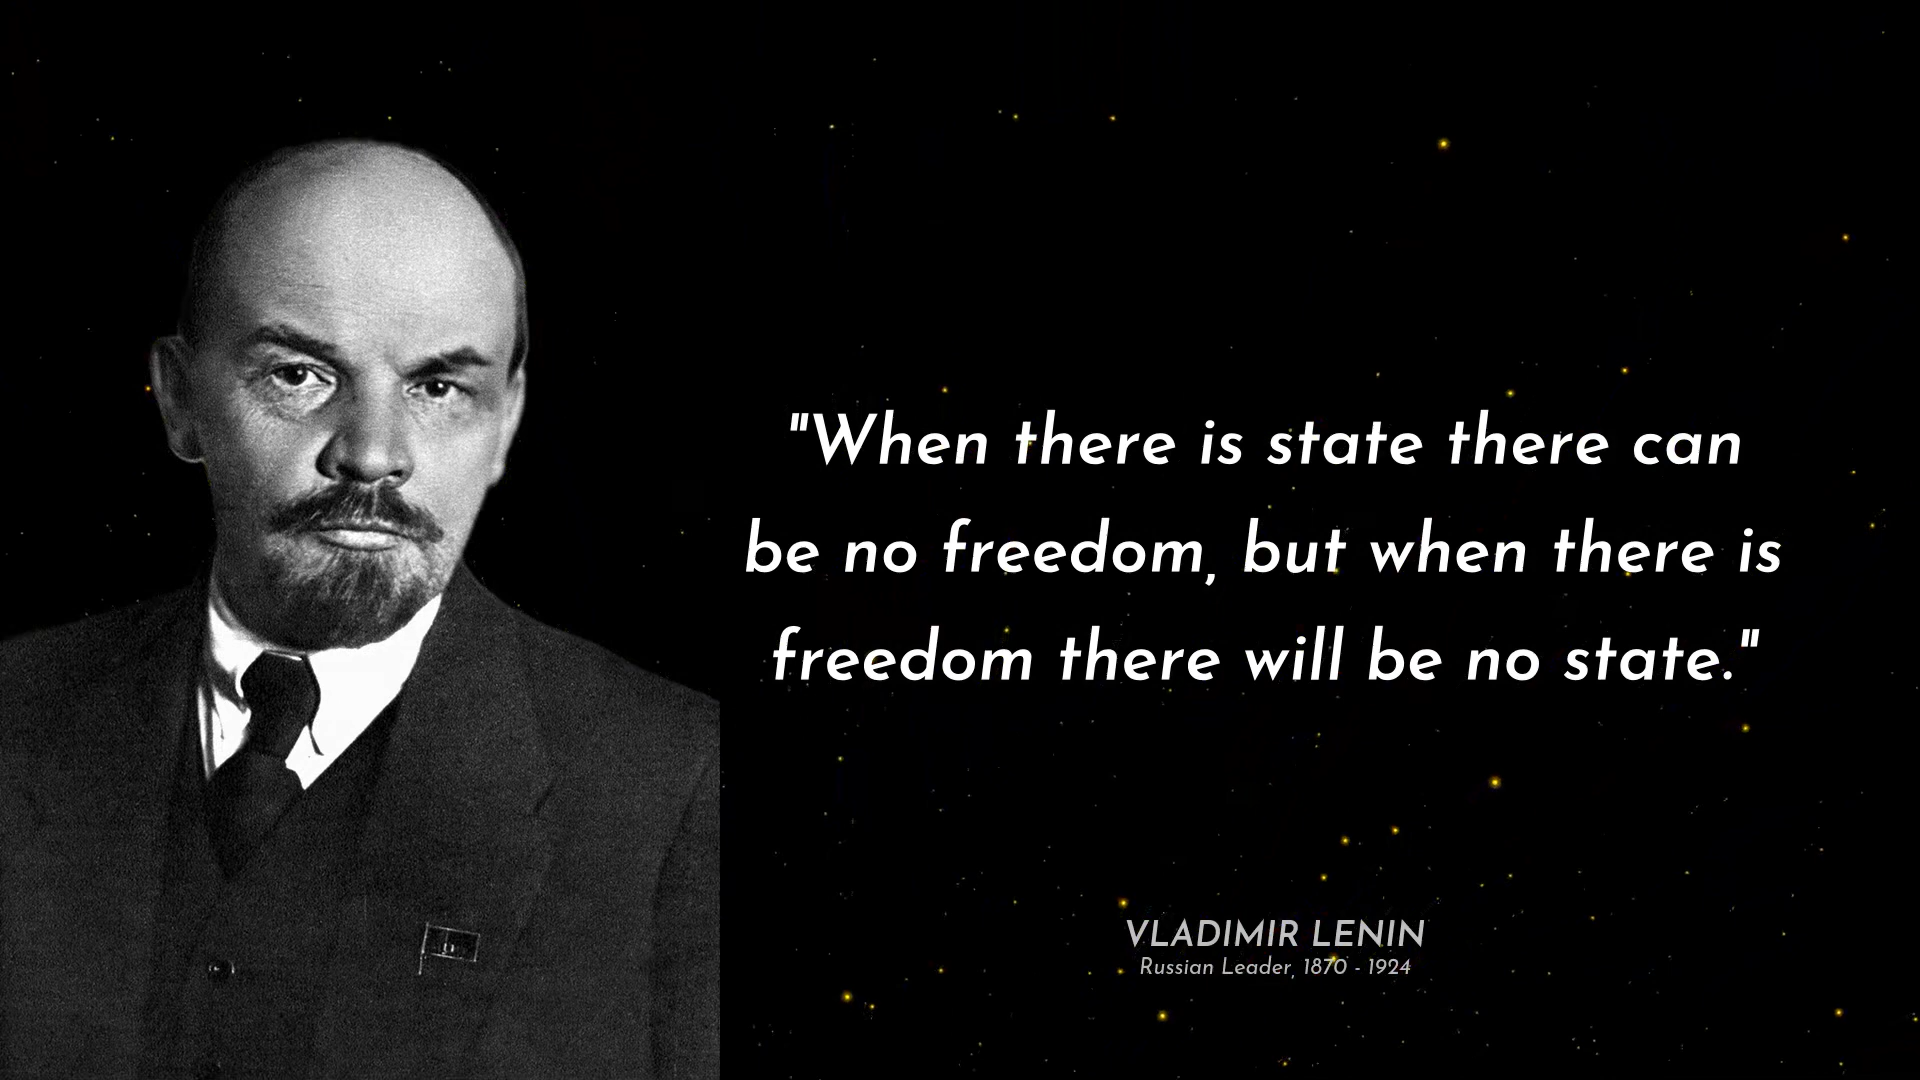 "When there is state there can
be no freedom, but when there is
freedom there will be no state."
VLADIMIR LENIN
Russian Leader, 1870 - 1924